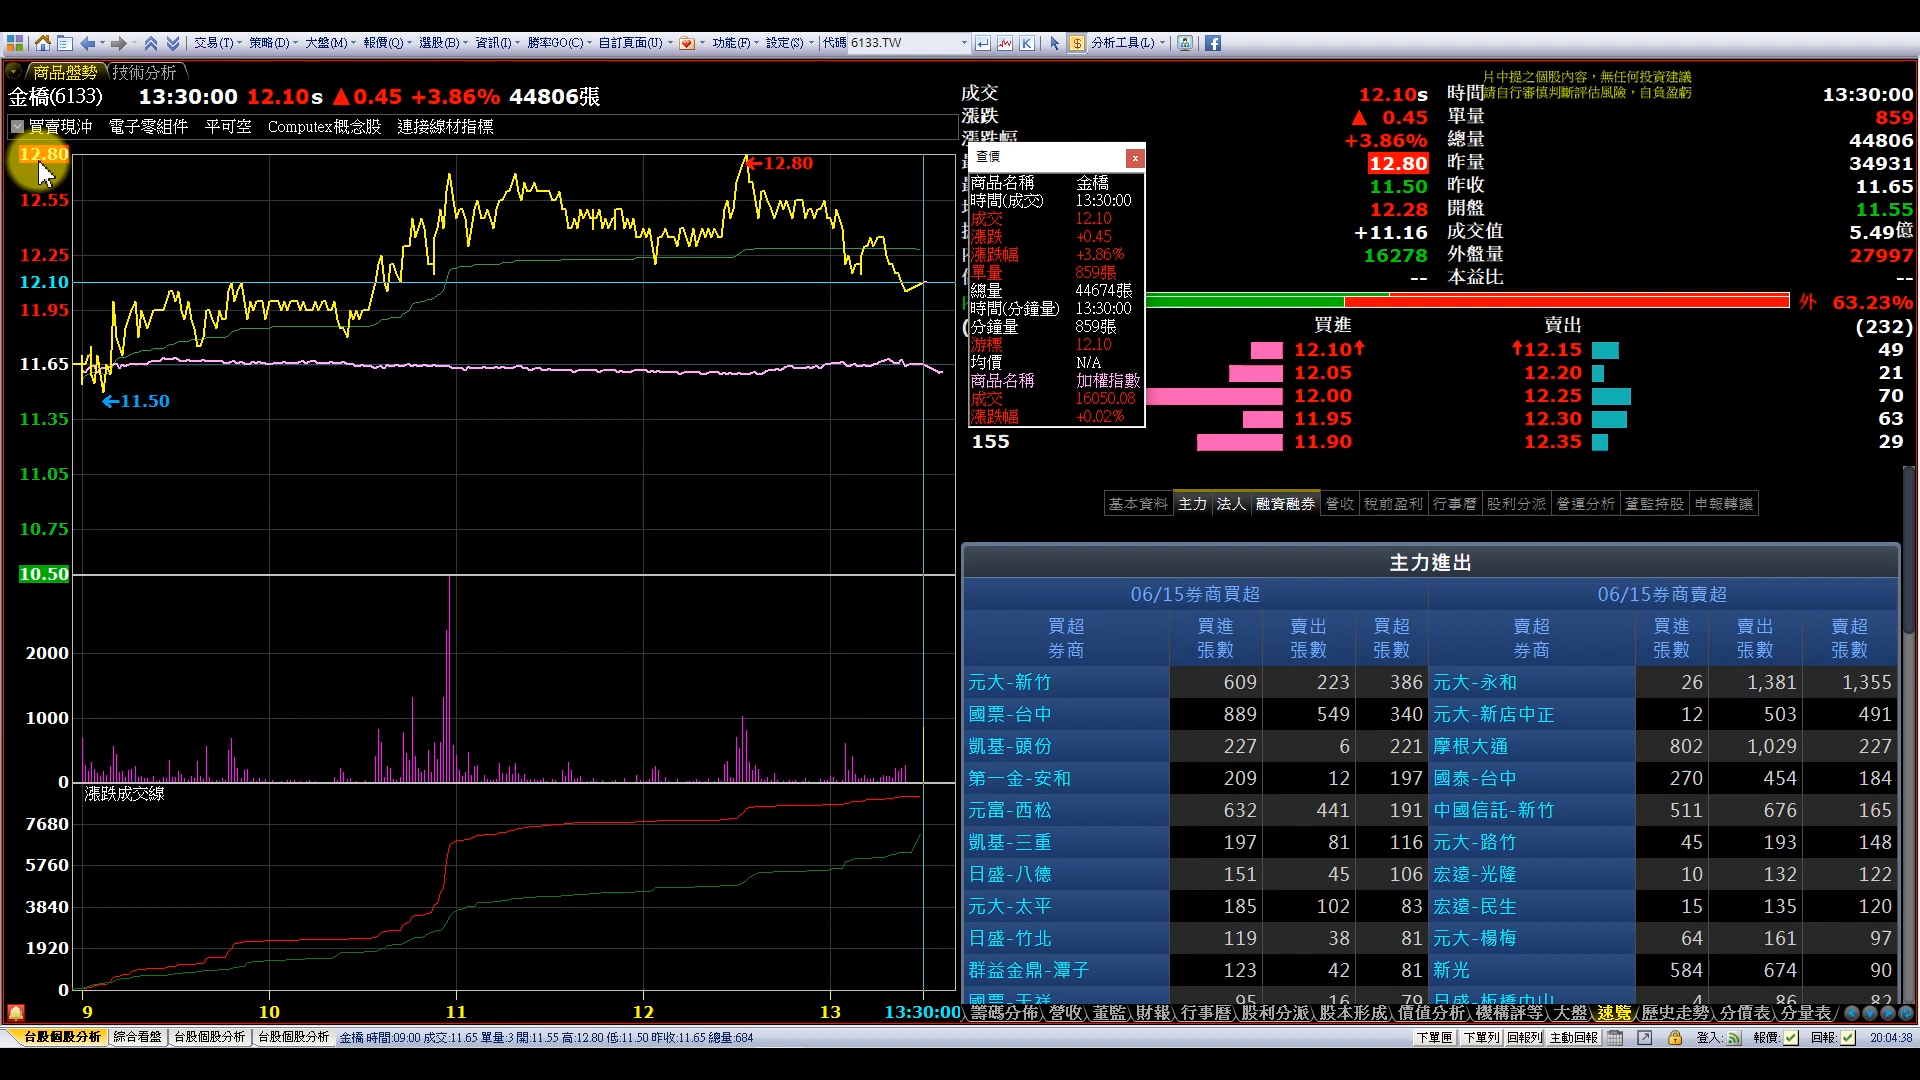 交易(T) 策略(D) 大盤(M) 報價(Q) 選股(B) 資訊(I) 勝率GO(C) 自訂頁面(U) 功能(F) 設定(S) 代碼 6133.TW K $ 分析工具(L)
商品盤勢 技術分析
片中提之個股內容，無任何投資建議
請自行審慎判斷評估風險，自負盈虧
金橋(6133) 13:30:00 12.10s ▲0.45 +3.86% 44806張
買賣現沖 電子零組件 平可空 Computex概念股 連接線材指標
12.80
12.55
12.25
12.10
11.95
11.65
11.35
11.05
10.75
10.50
←12.80
←11.50
2000
1000
0
漲跌成交線
7680
5760
3840
1920
0
9 10 11 12 13 13:30:00
成交 12.10s 時間 13:30:00
漲跌 ▲ 0.45 單量 859
漲跌幅 +3.86% 總量 44806
12.80 昨量 34931
11.50 昨收 11.65
12.28 開盤 11.55
+11.16 成交值 5.49億
16278 外盤量 27997
-- 本益比 --
外 63.23%
買進 賣出 (232)
12.10↑ ↑12.15 49
12.05 12.20 21
12.00 12.25 70
11.95 12.30 63
155 11.90 12.35 29
查價 x
商品名稱 金橋
時間(成交) 13:30:00
成交 12.10
漲跌 +0.45
漲跌幅 +3.86%
單量 859張
總量 44674張
時間(分鐘量) 13:30:00
分鐘量 859張
游標 12.10
均價 N/A
商品名稱 加權指數
成交 16050.08
漲跌幅 +0.02%
基本資料 主力 法人 融資融券 營收 稅前盈利 行事曆 股利分派 營運分析 董監持股 申報轉讓
主力進出
06/15券商買超 06/15券商賣超
買超券商 買進張數 賣出張數 買超張數 賣超券商 買進張數 賣出張數 賣超張數
元大-新竹 609 223 386 元大-永和 26 1,381 1,355
國票-台中 889 549 340 元大-新店中正 12 503 491
凱基-頭份 227 6 221 摩根大通 802 1,029 227
第一金-安和 209 12 197 國泰-台中 270 454 184
元富-西松 632 441 191 中國信託-新竹 511 676 165
凱基-三重 197 81 116 元大-路竹 45 193 148
日盛-八德 151 45 106 宏遠-光隆 10 132 122
元大-太平 185 102 83 宏遠-民生 15 135 120
日盛-竹北 119 38 81 元大-楊梅 64 161 97
群益金鼎-潭子 123 42 81 新光 584 674 90
國票-天祥 95 16 79 日盛-板橋中山 4 86 82
籌碼分佈 營收 董監 財報 行事曆 股利分派 股本形成 價值分析 機構評等 大盤 速覽 歷史走勢 分價表 分量表
台股個股分析 綜合看盤 台股個股分析 台股個股分析 金橋 時間:09:00 成交:11.65 單量:3 開:11.55 高:12.80 低:11.50 昨收:11.65 總量:684 下單匣 下單列 回報列 主動回報 登入: 報價: 回報: 20:04:38